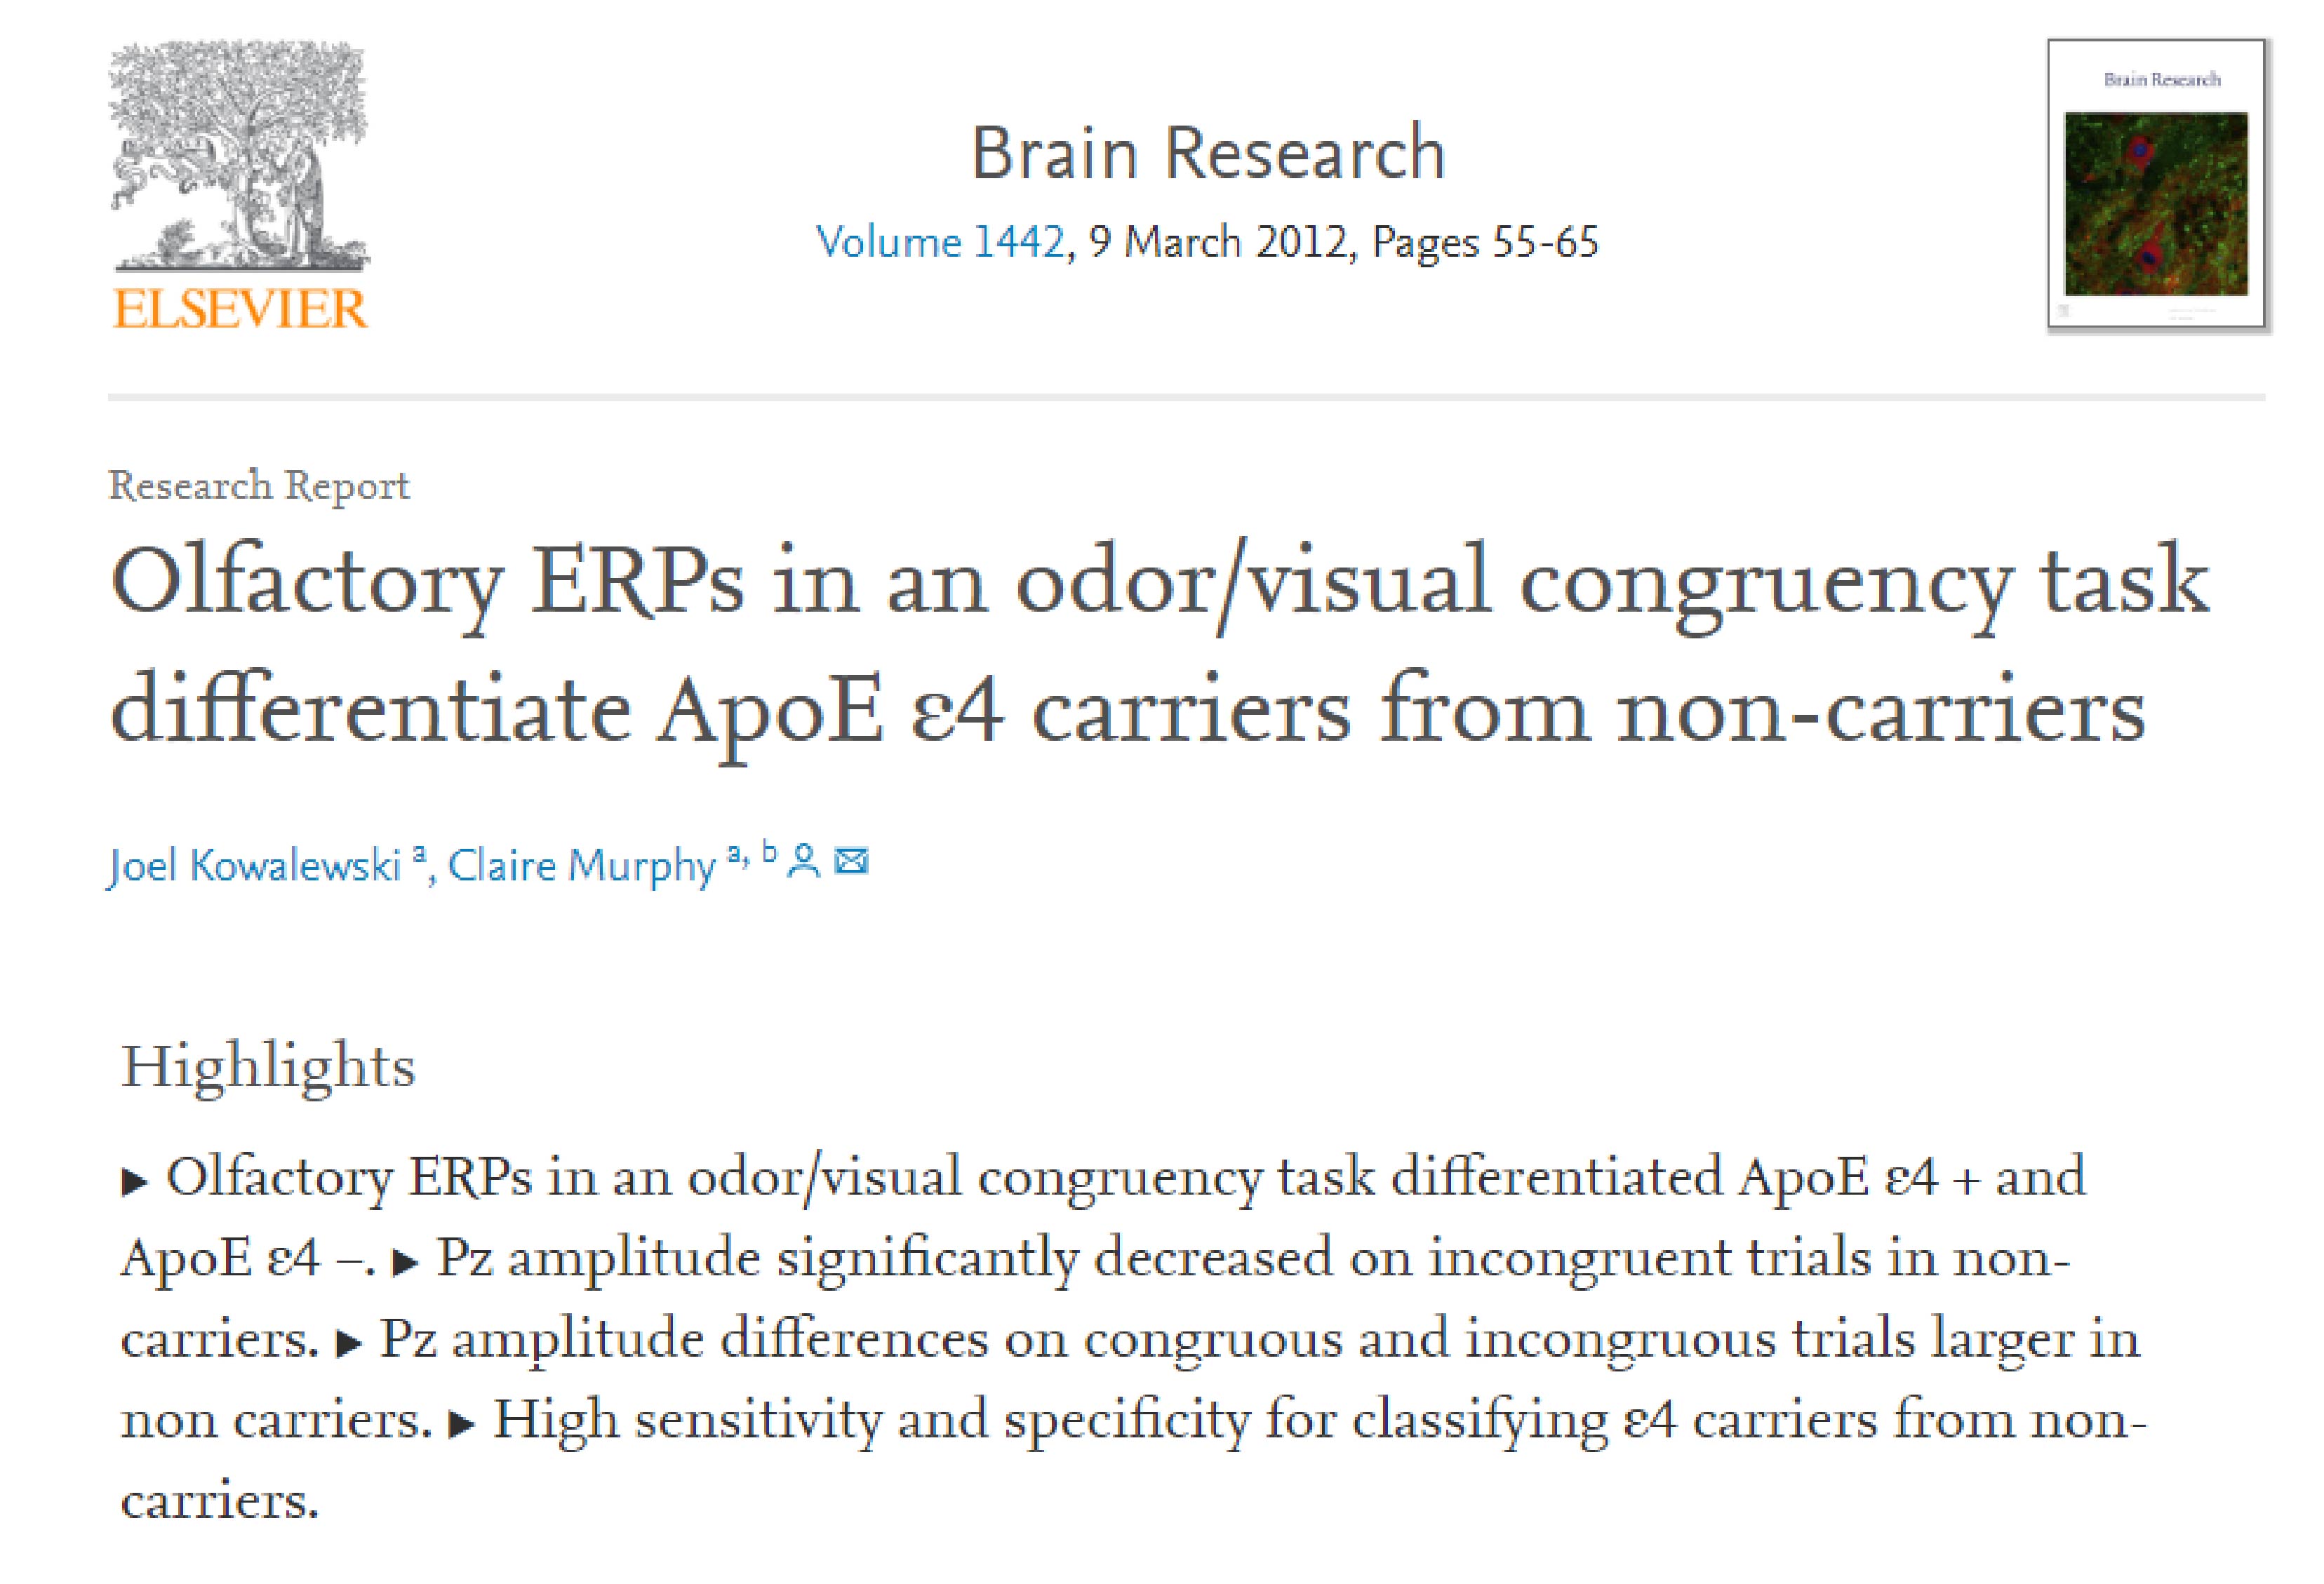 Brain Research
Brain Research
Volume 1442, 9 March 2012, Pages 55-65
ELSEVIER
Research Report
Olfactory ERPs in an odor/visual congruency task
differentiate ApoE ε4 carriers from non-carriers
Joel Kowalewski a, Claire Murphy a, b
Highlights
► Olfactory ERPs in an odor/visual congruency task differentiated ApoE ε4 + and
ApoE ε4 –. ► Pz amplitude significantly decreased on incongruent trials in non-
carriers. ► Pz amplitude differences on congruous and incongruous trials larger in
non carriers. ► High sensitivity and specificity for classifying ε4 carriers from non-
carriers.